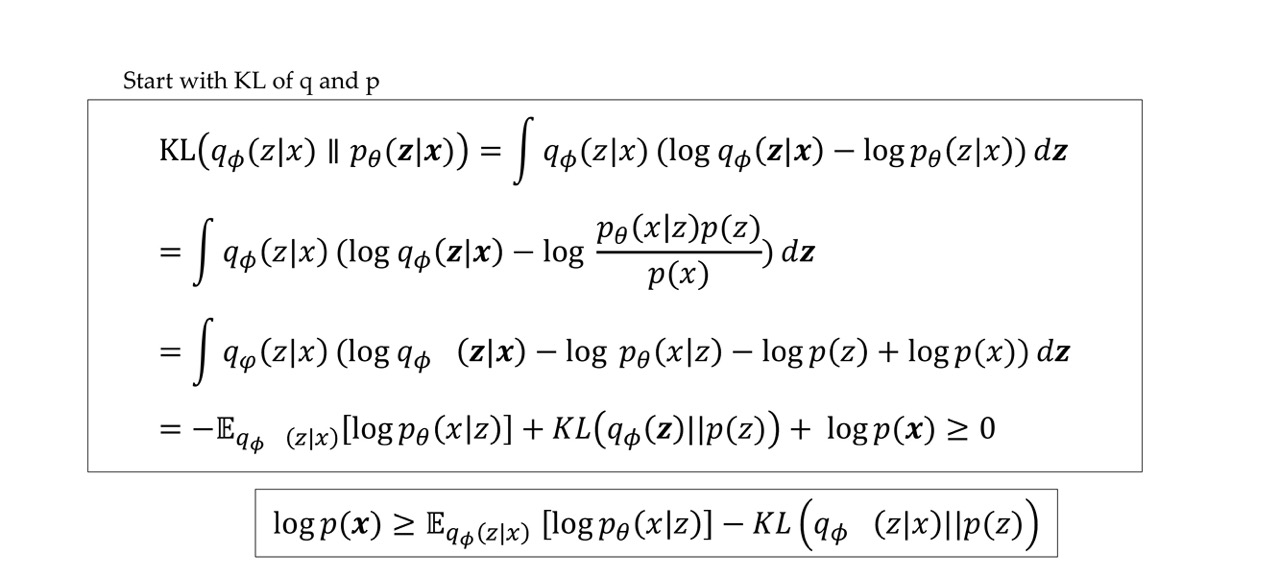 Start with KL of q and p
KL(q_ϕ(z|x) ∥ p_θ(𝒛|𝒙)) = ∫ q_ϕ(z|x) (log q_ϕ(𝒛|𝒙) − log p_θ(z|x)) d𝒛
= ∫ q_ϕ(z|x) (log q_ϕ(𝒛|𝒙) − log \frac{p_θ(x|z)p(z)}{p(x)}) d𝒛
= ∫ q_φ(z|x) (log q_ϕ (𝒛|𝒙) − log p_θ(x|z) − log p(z) + log p(x)) d𝒛
= −𝔼_{q_ϕ (z|x)}[log p_θ(x|z)] + KL(q_ϕ(𝒛)||p(z)) + log p(𝒙) ≥ 0
log p(𝒙) ≥ 𝔼_{q_ϕ(z|x)} [log p_θ(x|z)] − KL(q_ϕ (z|x)||p(z))